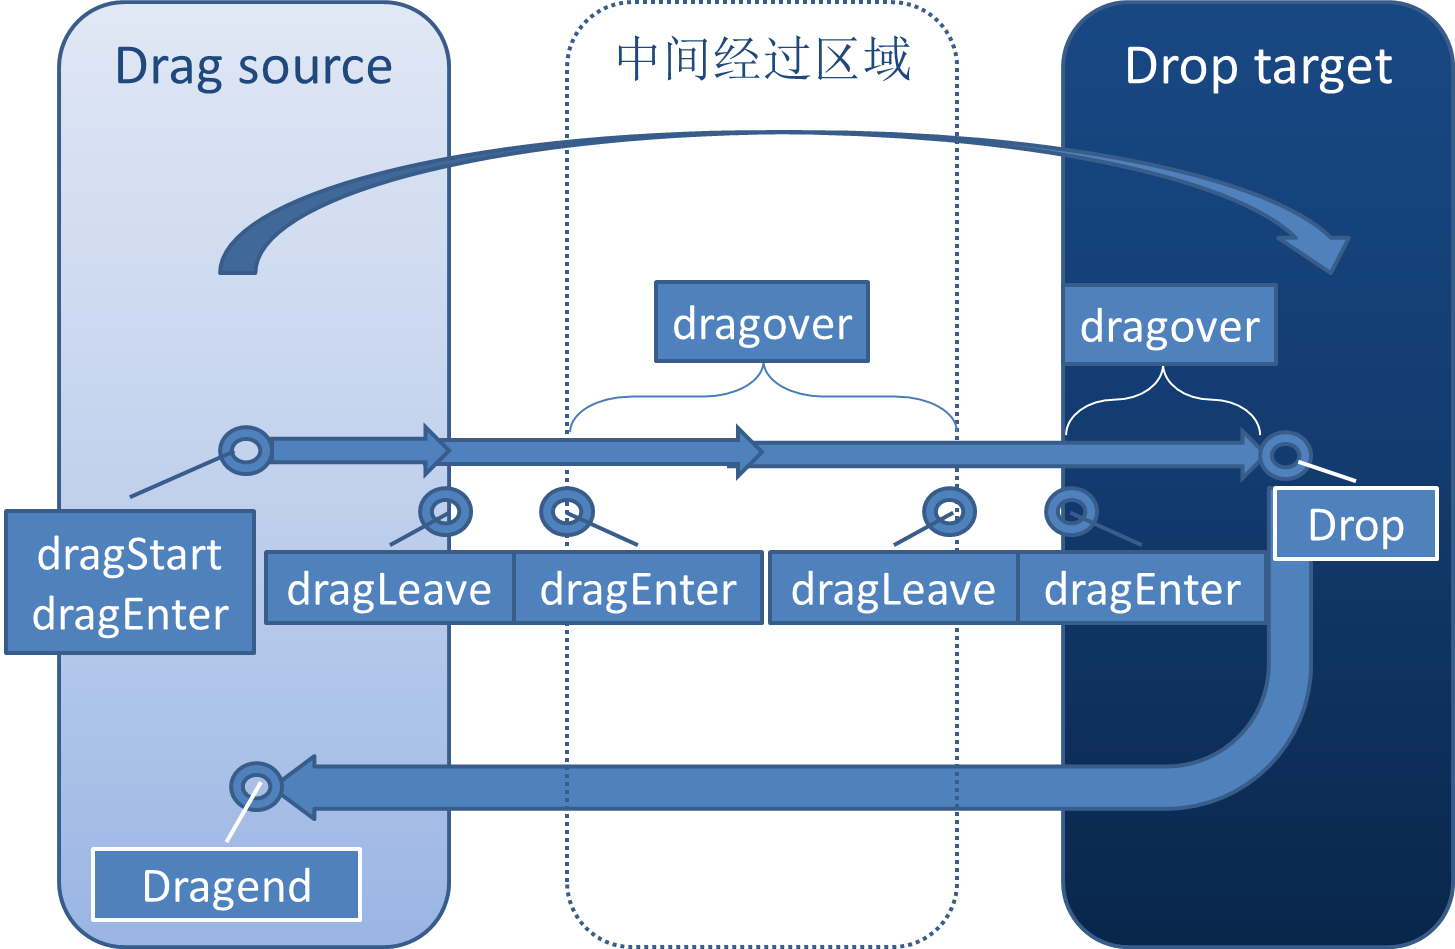 Drag source
中间经过区域
Drop target
dragover
dragover
dragStart
dragEnter
dragLeave
dragEnter
dragLeave
dragEnter
Drop
Dragend